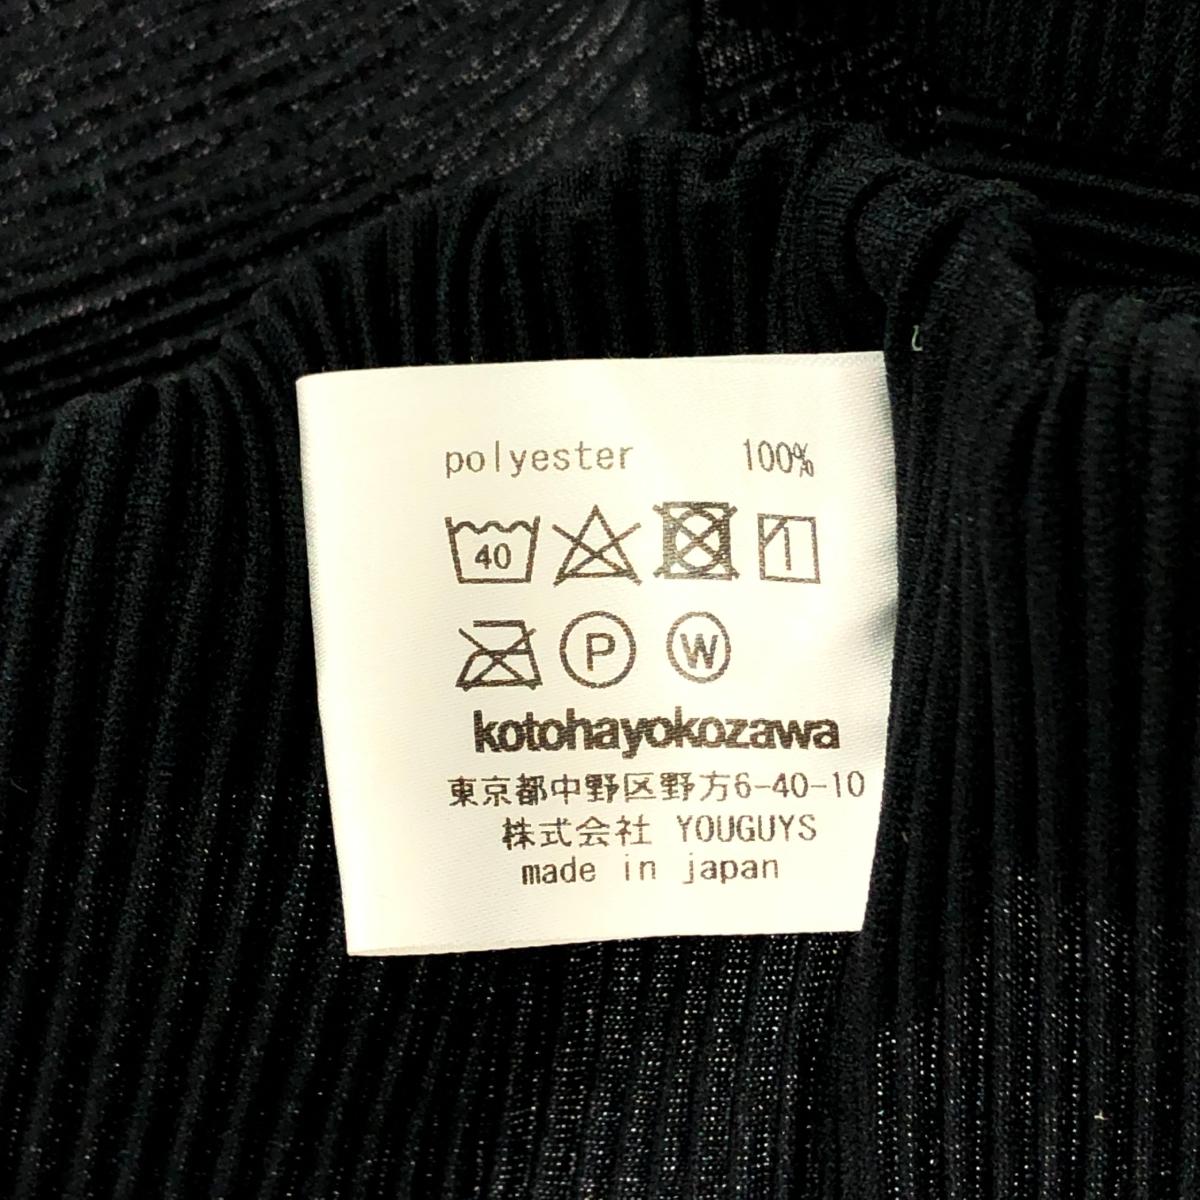 polyester 100%
40
P W
kotohayokozawa
東京都中野区野方6-40-10
株式会社 YOUGUYS
made in japan